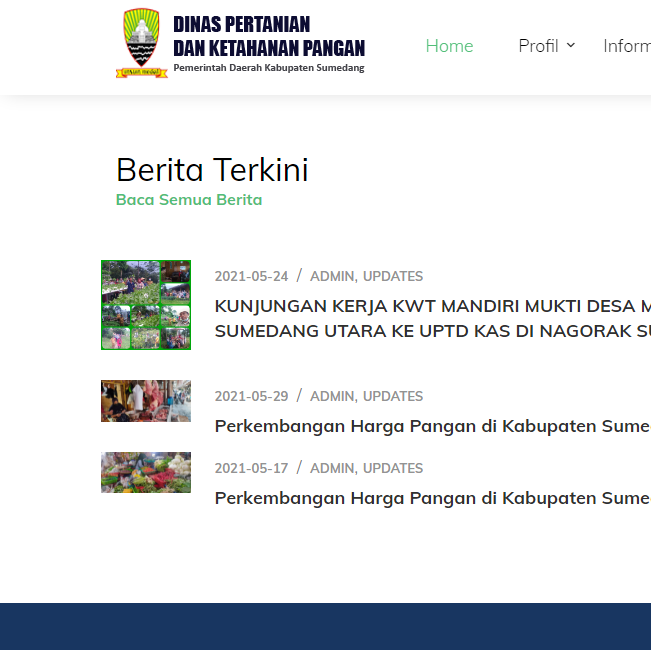 DINAS PERTANIAN
DAN KETAHANAN PANGAN
Pemerintah Daerah Kabupaten Sumedang
Home Profil Inform
Berita Terkini
Baca Semua Berita
2021-05-24 / ADMIN, UPDATES
KUNJUNGAN KERJA KWT MANDIRI MUKTI DESA M
SUMEDANG UTARA KE UPTD KAS DI NAGORAK SU
2021-05-29 / ADMIN, UPDATES
Perkembangan Harga Pangan di Kabupaten Sume
2021-05-17 / ADMIN, UPDATES
Perkembangan Harga Pangan di Kabupaten Sume